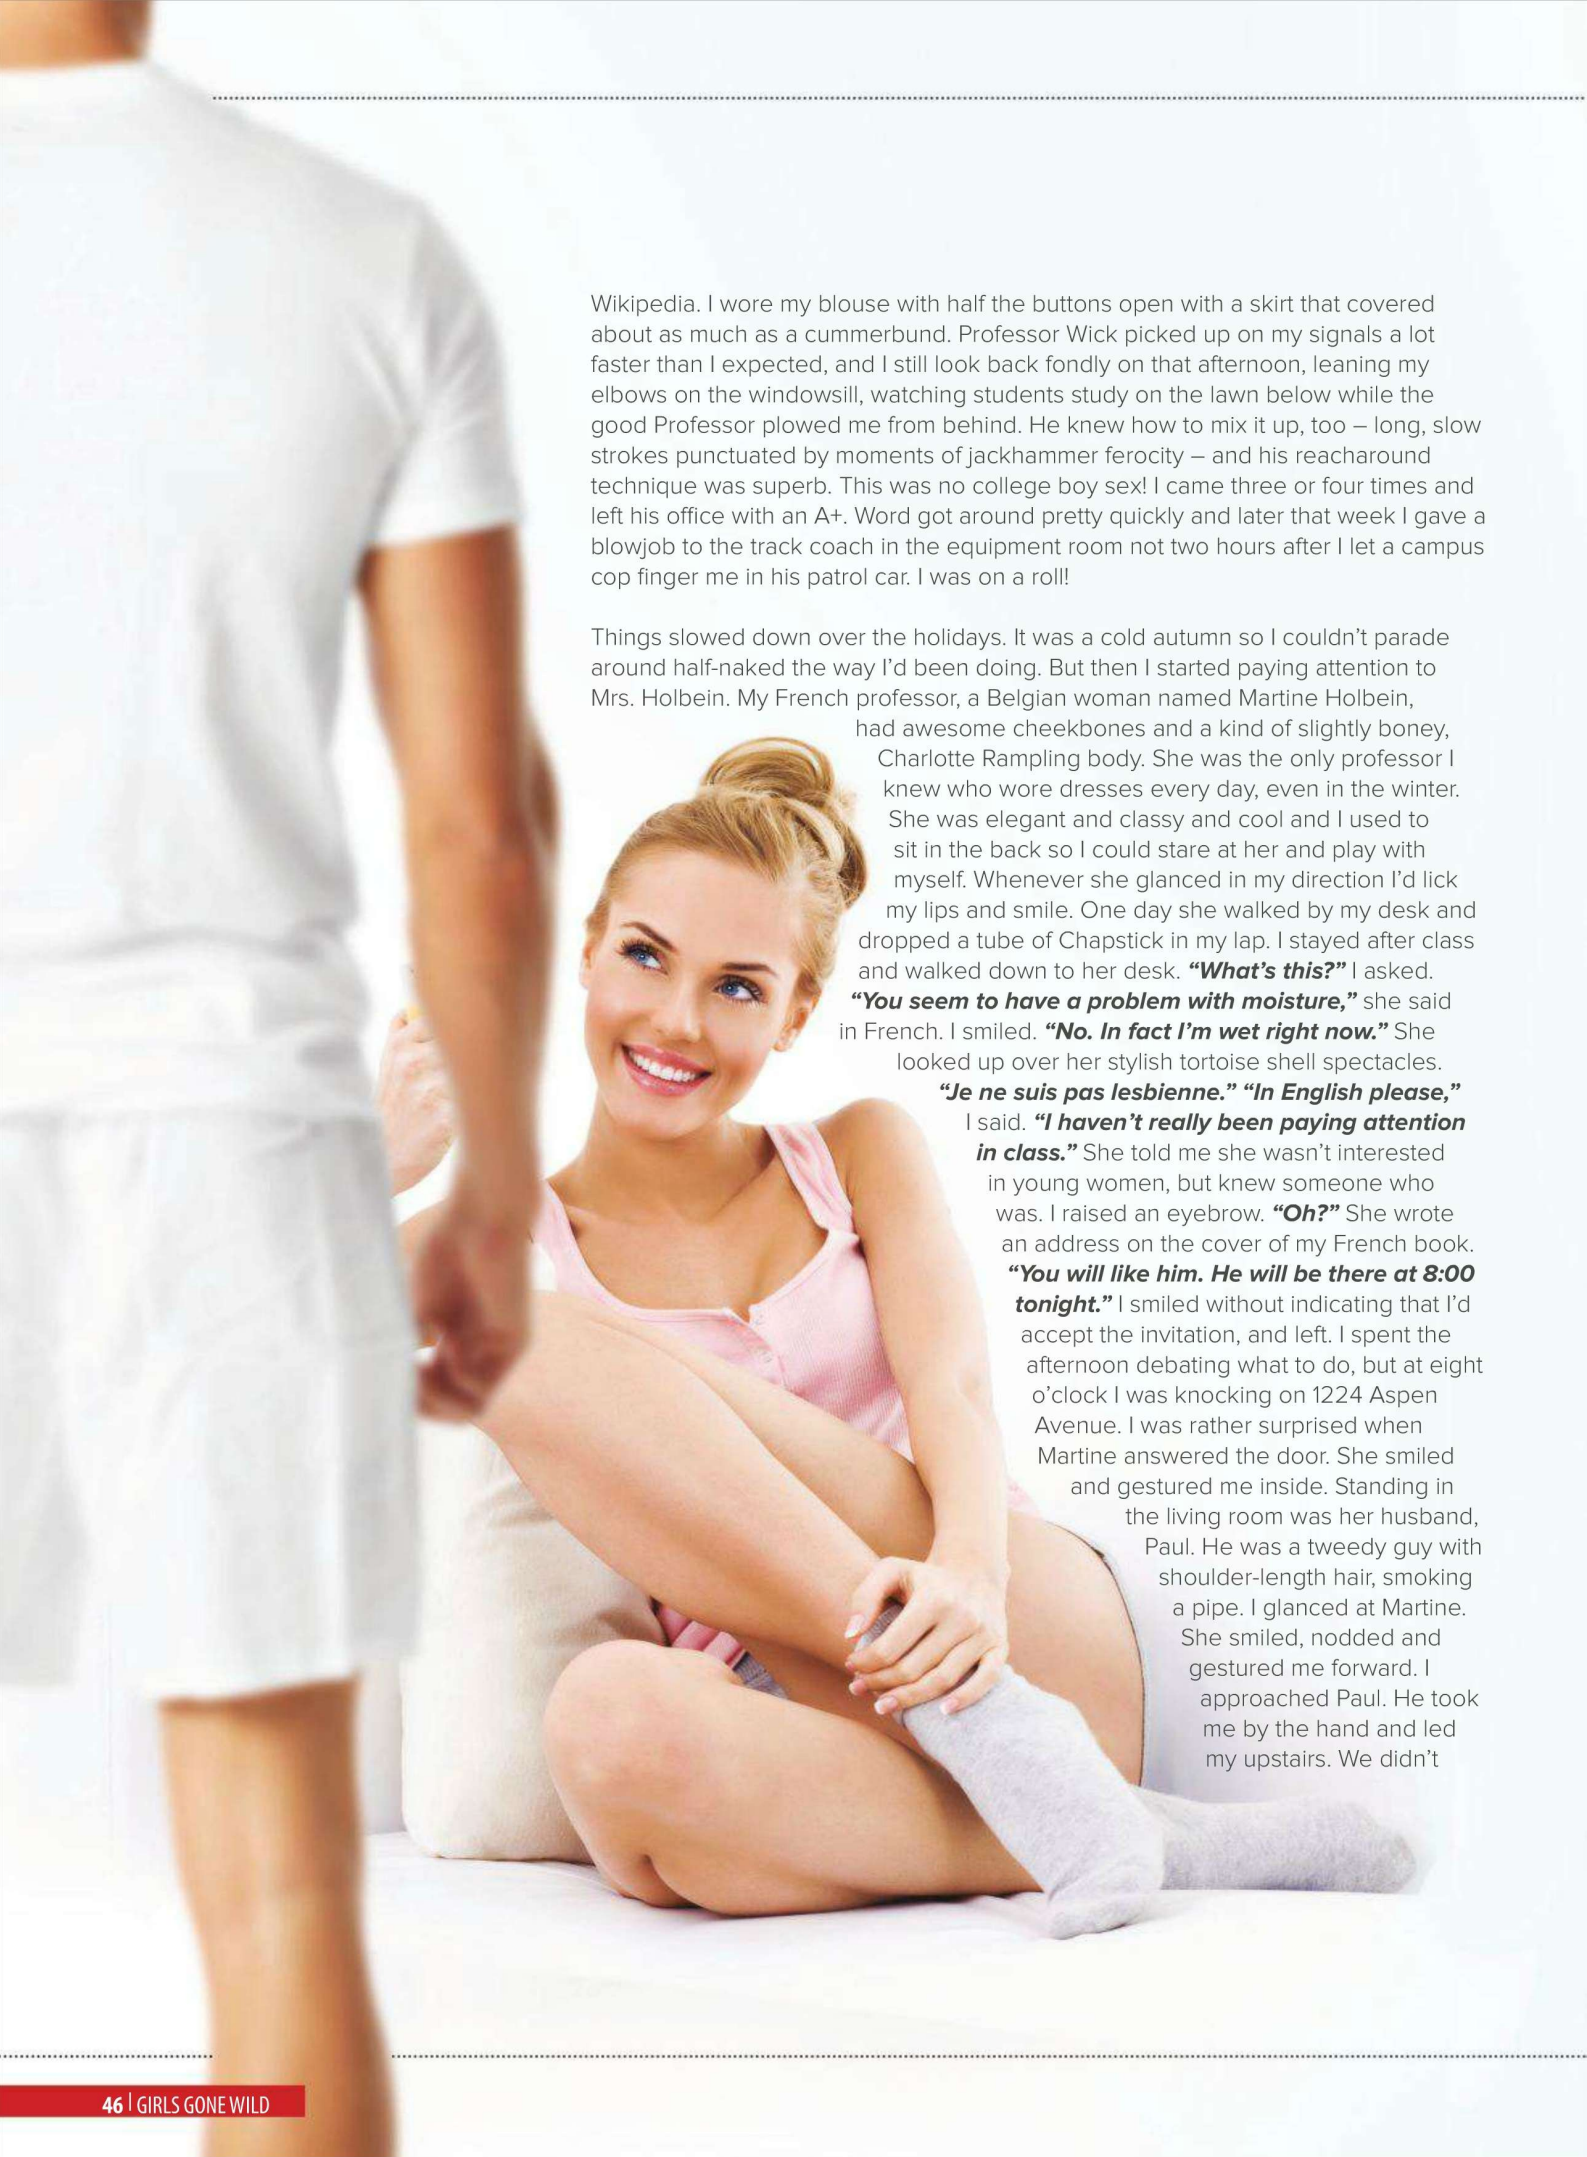 Wikipedia. I wore my blouse with half the buttons open with a skirt that covered
about as much as a cummerbund. Professor Wick picked up on my signals a lot
faster than I expected, and I still look back fondly on that afternoon, leaning my
elbows on the windowsill, watching students study on the lawn below while the
good Professor plowed me from behind. He knew how to mix it up, too – long, slow
strokes punctuated by moments of jackhammer ferocity – and his reacharound
technique was superb. This was no college boy sex! I came three or four times and
left his office with an A+. Word got around pretty quickly and later that week I gave a
blowjob to the track coach in the equipment room not two hours after I let a campus
cop finger me in his patrol car. I was on a roll!
Things slowed down over the holidays. It was a cold autumn so I couldn’t parade
around half-naked the way I’d been doing. But then I started paying attention to
Mrs. Holbein. My French professor, a Belgian woman named Martine Holbein,
had awesome cheekbones and a kind of slightly boney,
Charlotte Rampling body. She was the only professor I
knew who wore dresses every day, even in the winter.
She was elegant and classy and cool and I used to
sit in the back so I could stare at her and play with
myself. Whenever she glanced in my direction I’d lick
my lips and smile. One day she walked by my desk and
dropped a tube of Chapstick in my lap. I stayed after class
and walked down to her desk. “What’s this?” I asked.
“You seem to have a problem with moisture,” she said
in French. I smiled. “No. In fact I’m wet right now.” She
looked up over her stylish tortoise shell spectacles.
“Je ne suis pas lesbienne.” “In English please,”
I said. “I haven’t really been paying attention
in class.” She told me she wasn’t interested
in young women, but knew someone who
was. I raised an eyebrow. “Oh?” She wrote
an address on the cover of my French book.
“You will like him. He will be there at 8:00
tonight.” I smiled without indicating that I’d
accept the invitation, and left. I spent the
afternoon debating what to do, but at eight
o’clock I was knocking on 1224 Aspen
Avenue. I was rather surprised when
Martine answered the door. She smiled
and gestured me inside. Standing in
the living room was her husband,
Paul. He was a tweedy guy with
shoulder-length hair, smoking
a pipe. I glanced at Martine.
She smiled, nodded and
gestured me forward. I
approached Paul. He took
me by the hand and led
my upstairs. We didn’t
46 | GIRLS GONE WILD